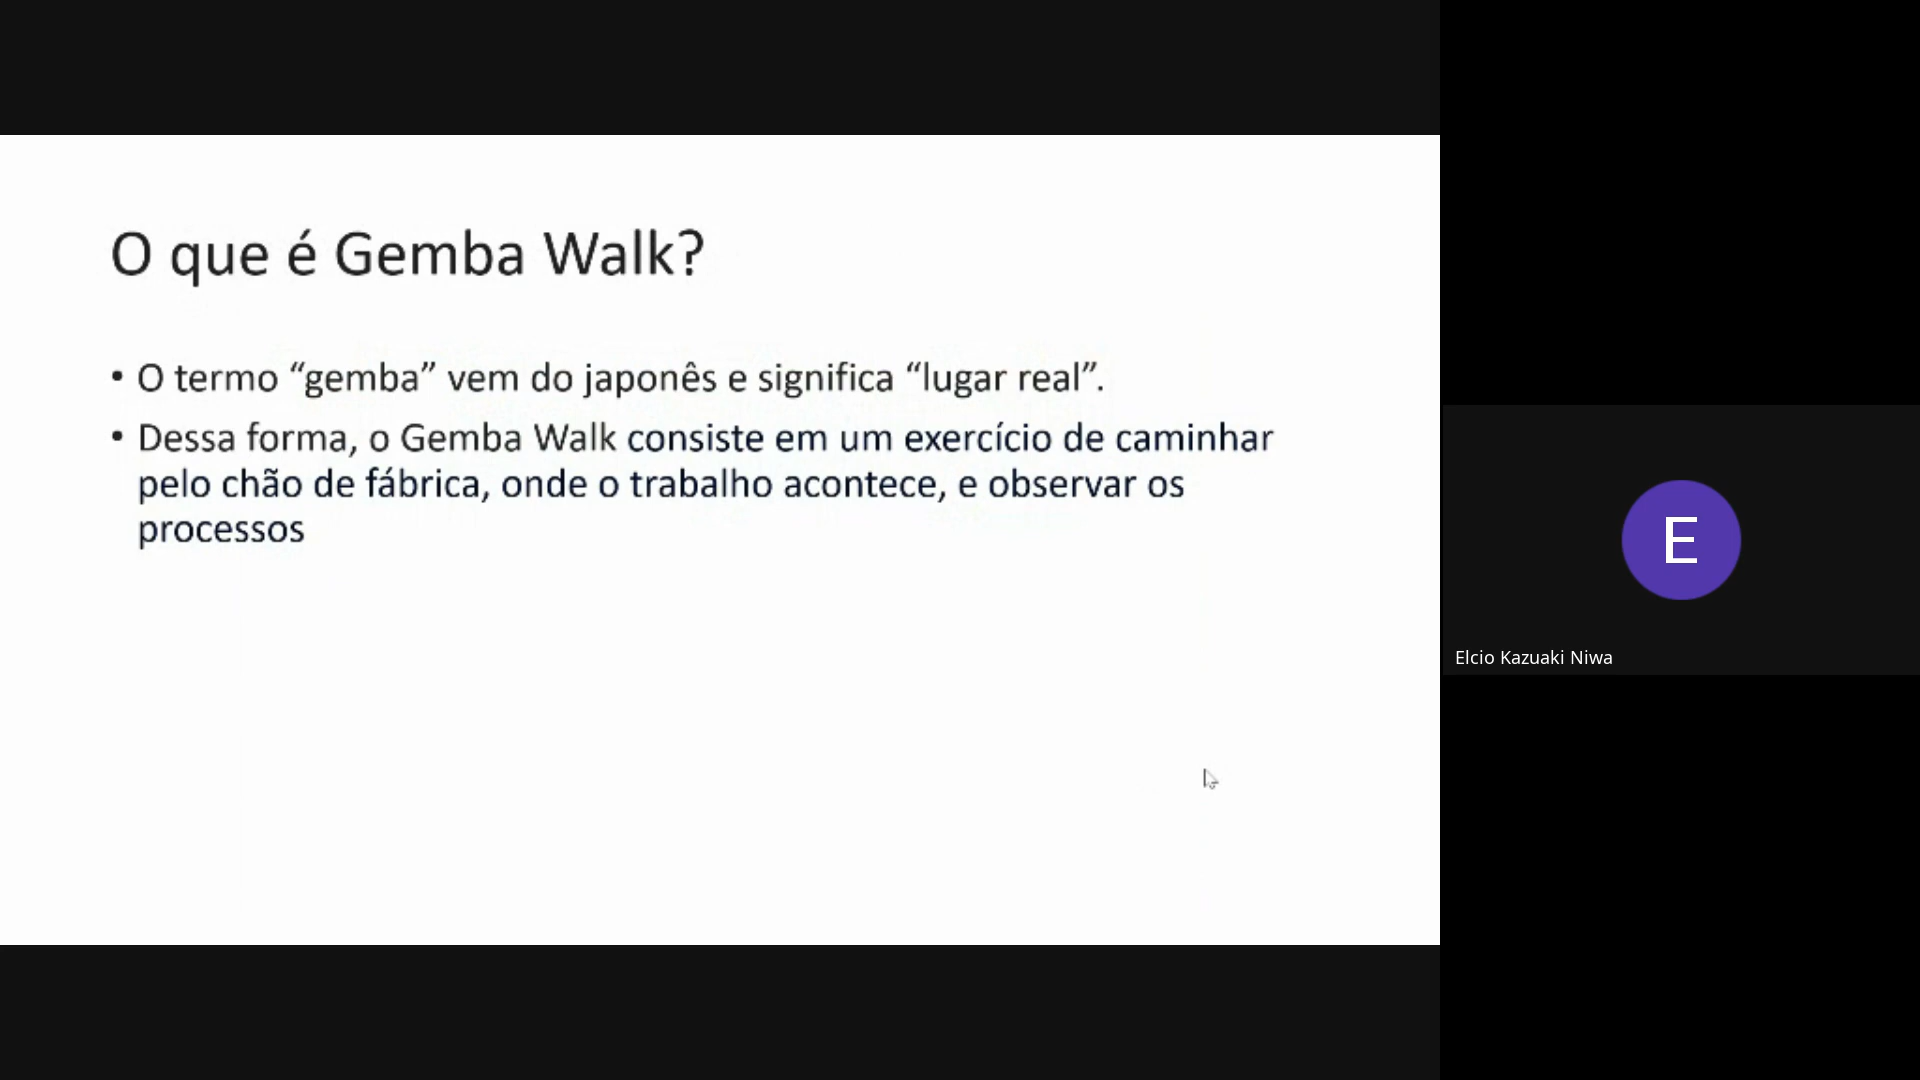 O que é Gemba Walk?
• O termo “gemba” vem do japonês e significa “lugar real”.
• Dessa forma, o Gemba Walk consiste em um exercício de caminhar
pelo chão de fábrica, onde o trabalho acontece, e observar os
processos
E
Elcio Kazuaki Niwa